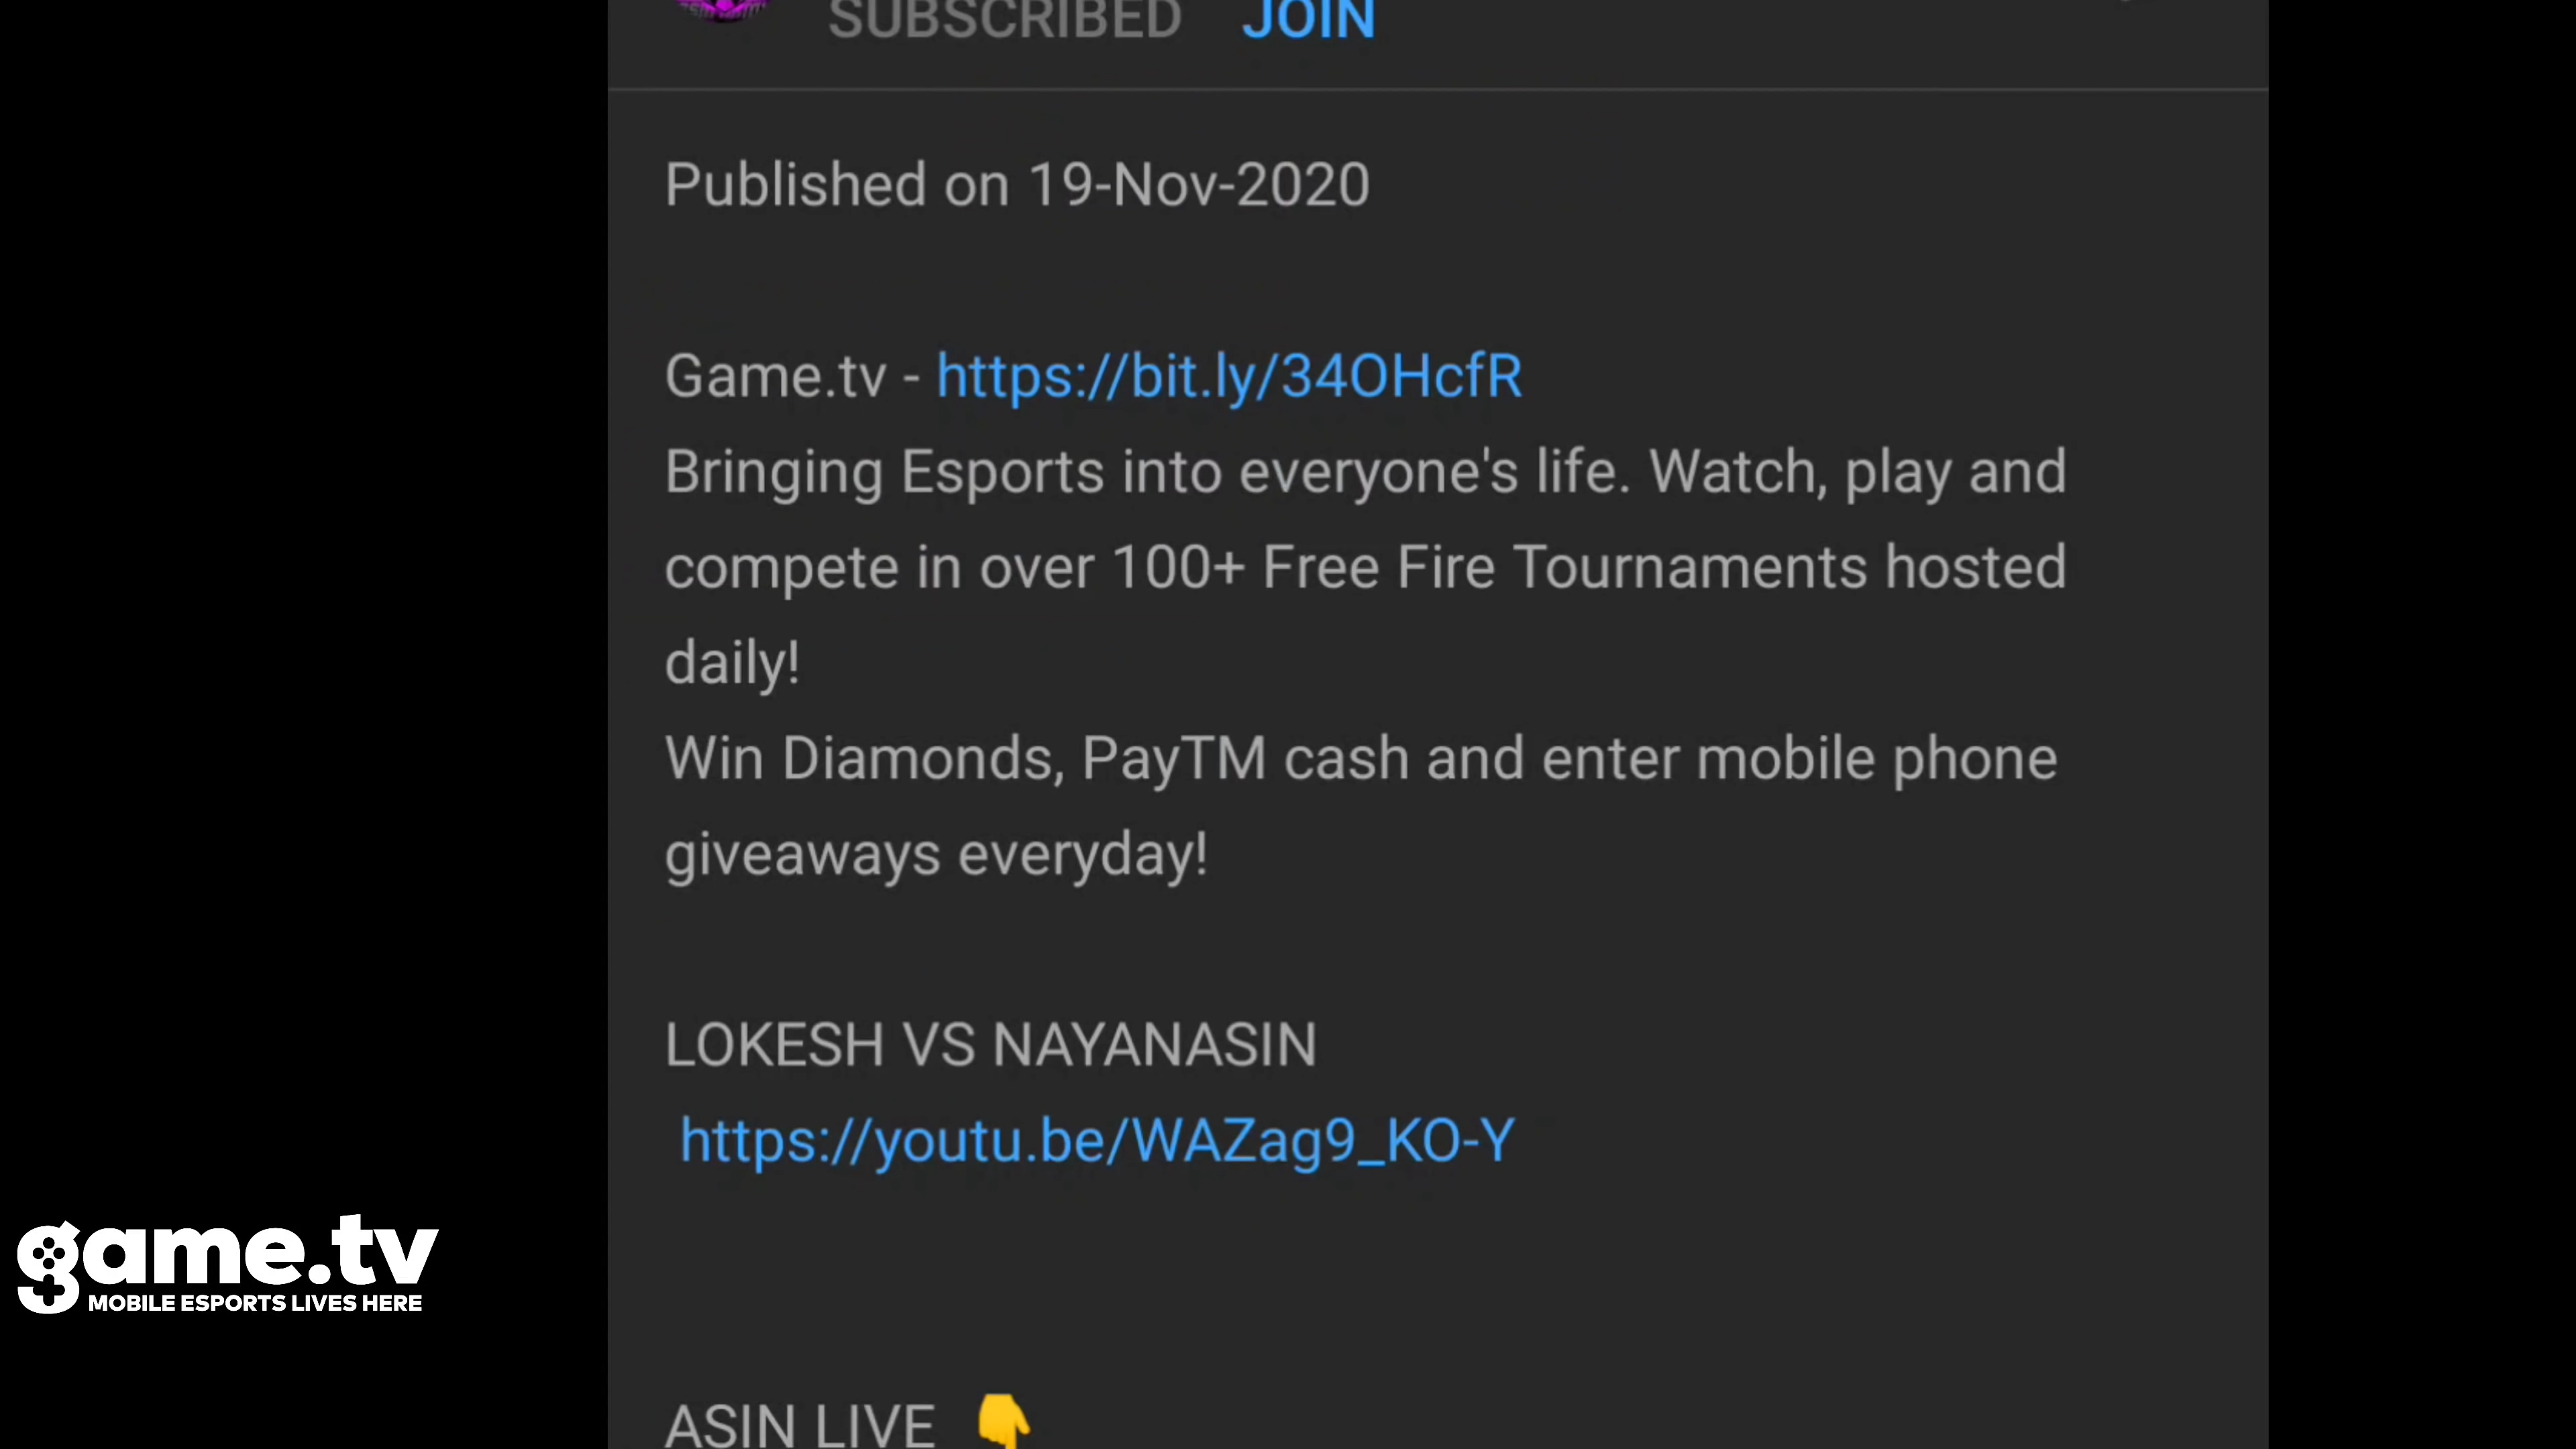 SUBSCRIBED JOIN
Published on 19-Nov-2020
Game.tv - https://bit.ly/34OHcfR
Bringing Esports into everyone's life. Watch, play and
compete in over 100+ Free Fire Tournaments hosted
daily!
Win Diamonds, PayTM cash and enter mobile phone
giveaways everyday!
LOKESH VS NAYANASIN
https://youtu.be/WAZag9_KO-Y
game.tv
MOBILE ESPORTS LIVES HERE
ASIN LIVE 👇